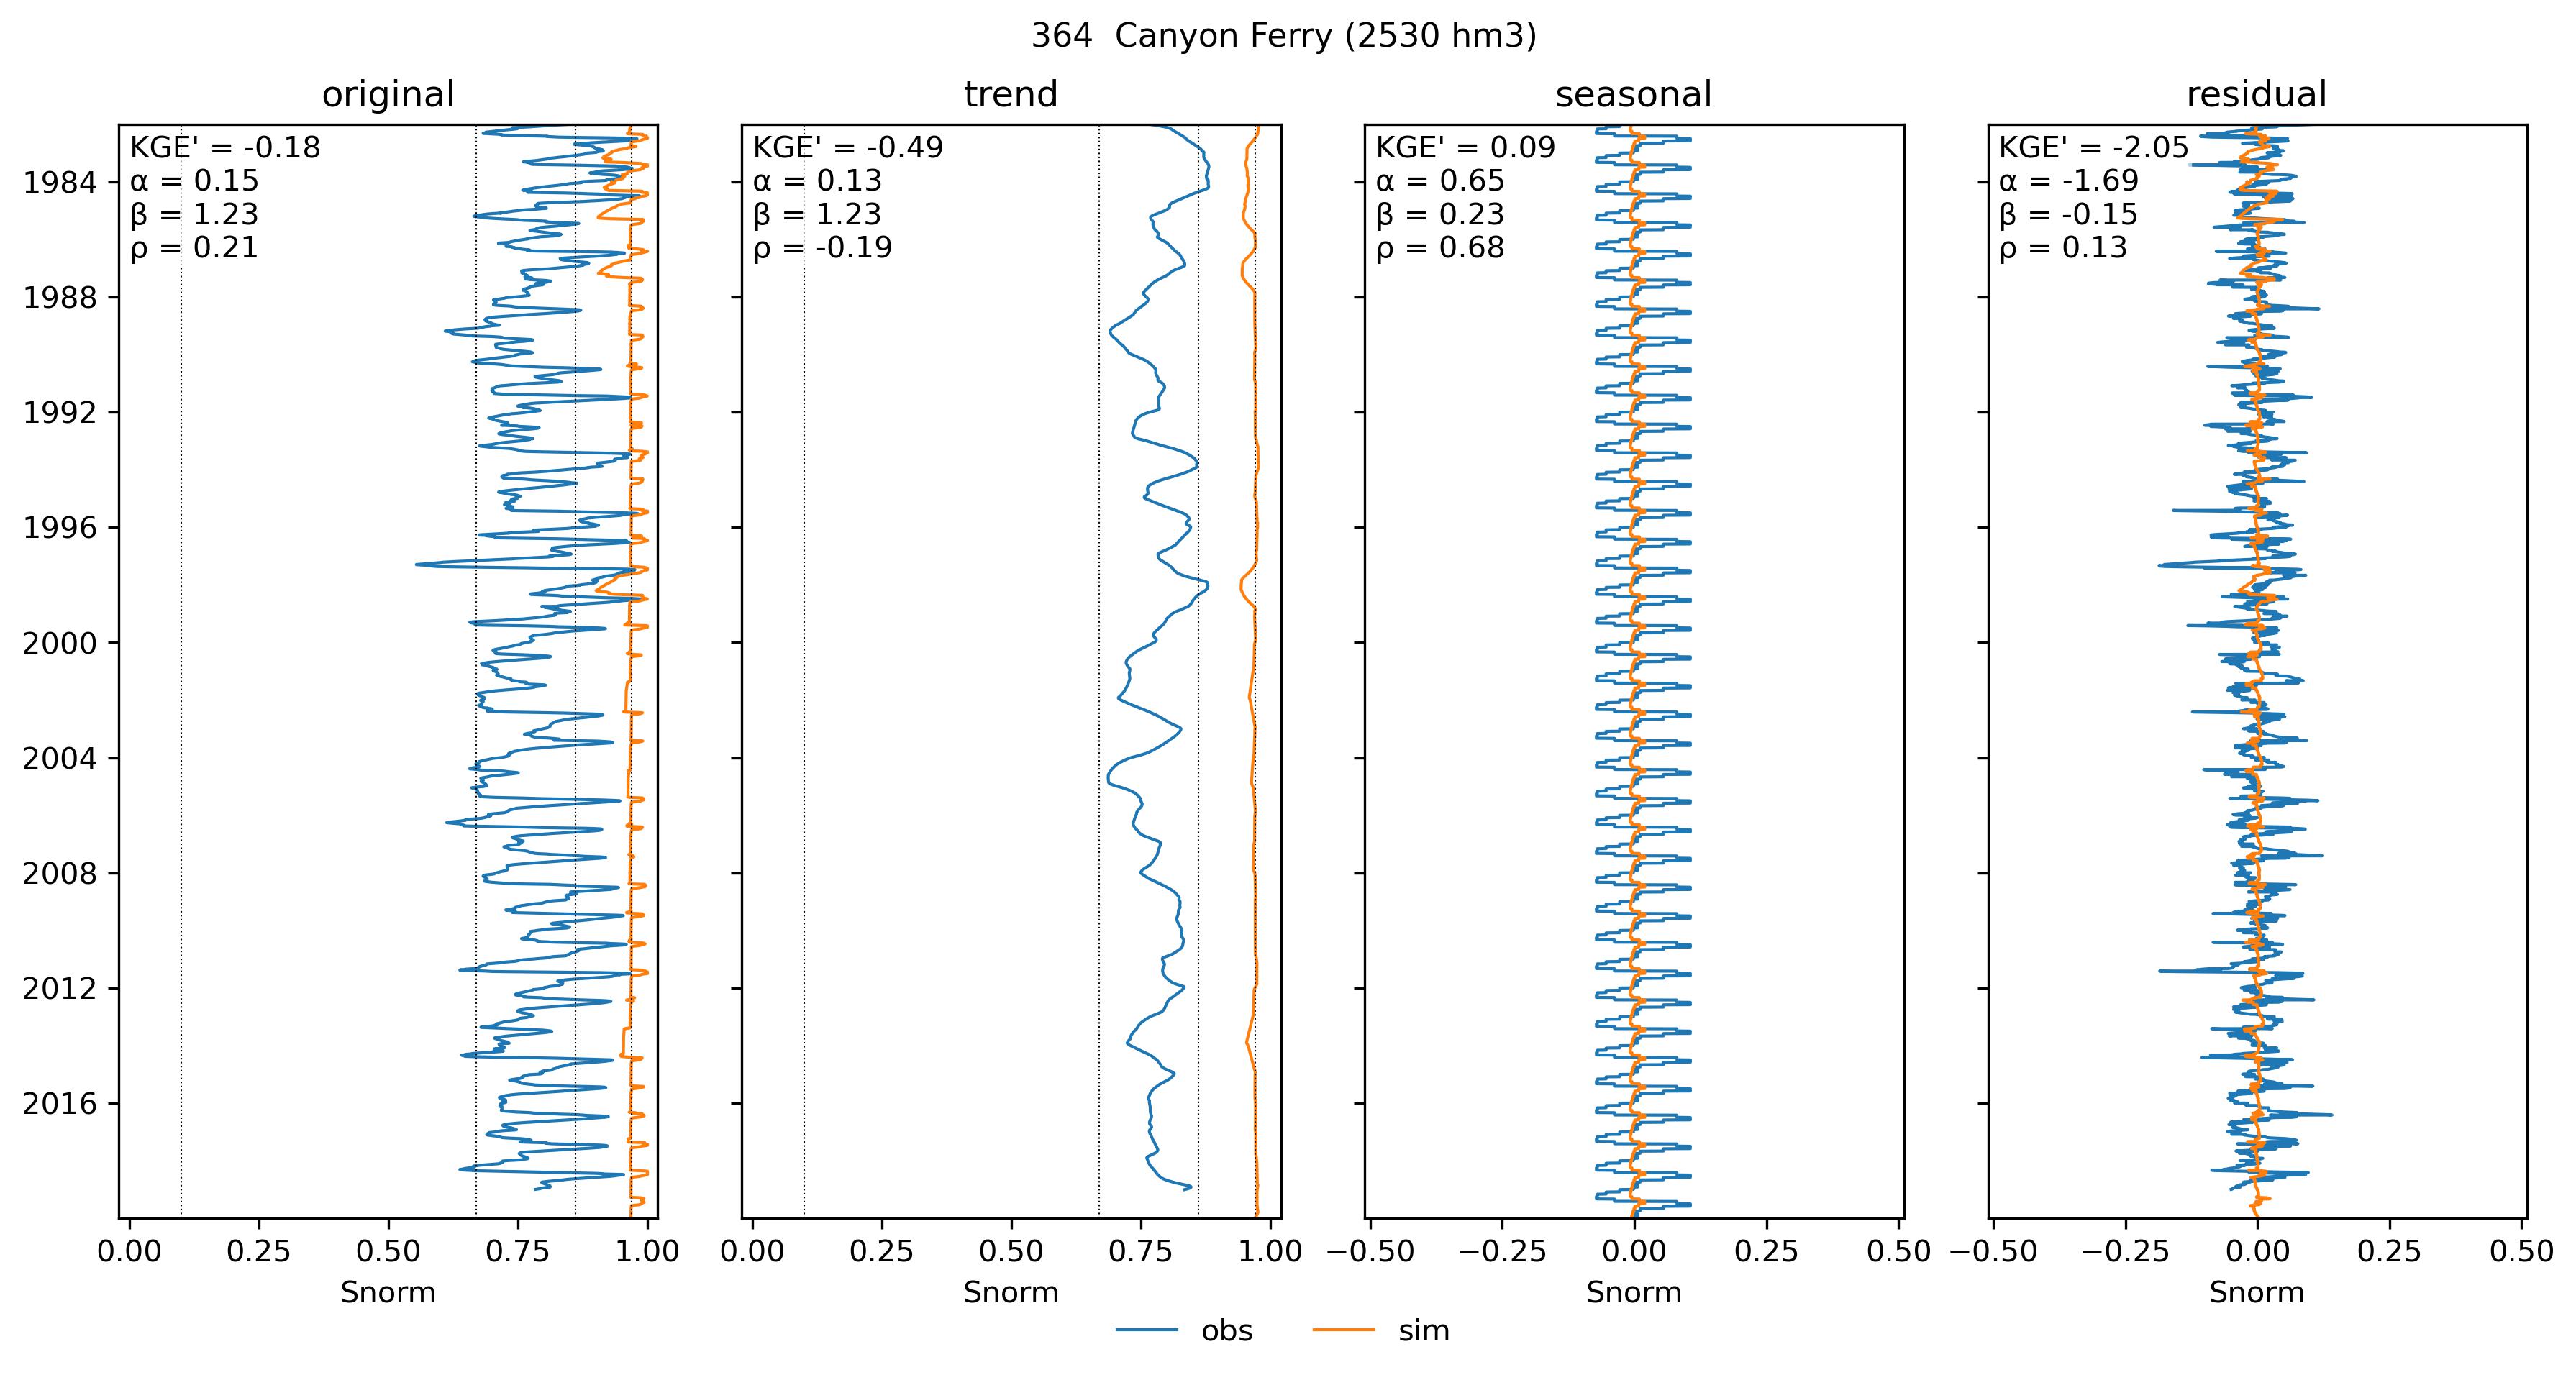 364  Canyon Ferry (2530 hm3)
original
trend
seasonal
residual
KGE' = -0.18
α = 0.15
β = 1.23
ρ = 0.21
KGE' = -0.49
α = 0.13
β = 1.23
ρ = -0.19
KGE' = 0.09
α = 0.65
β = 0.23
ρ = 0.68
KGE' = -2.05
α = -1.69
β = -0.15
ρ = 0.13
1984
1988
1992
1996
2000
2004
2008
2012
2016
0.00 0.25 0.50 0.75 1.00
0.00 0.25 0.50 0.75 1.00
−0.50 −0.25 0.00 0.25 0.50
−0.50 −0.25 0.00 0.25 0.50
Snorm
Snorm
Snorm
Snorm
obs
sim